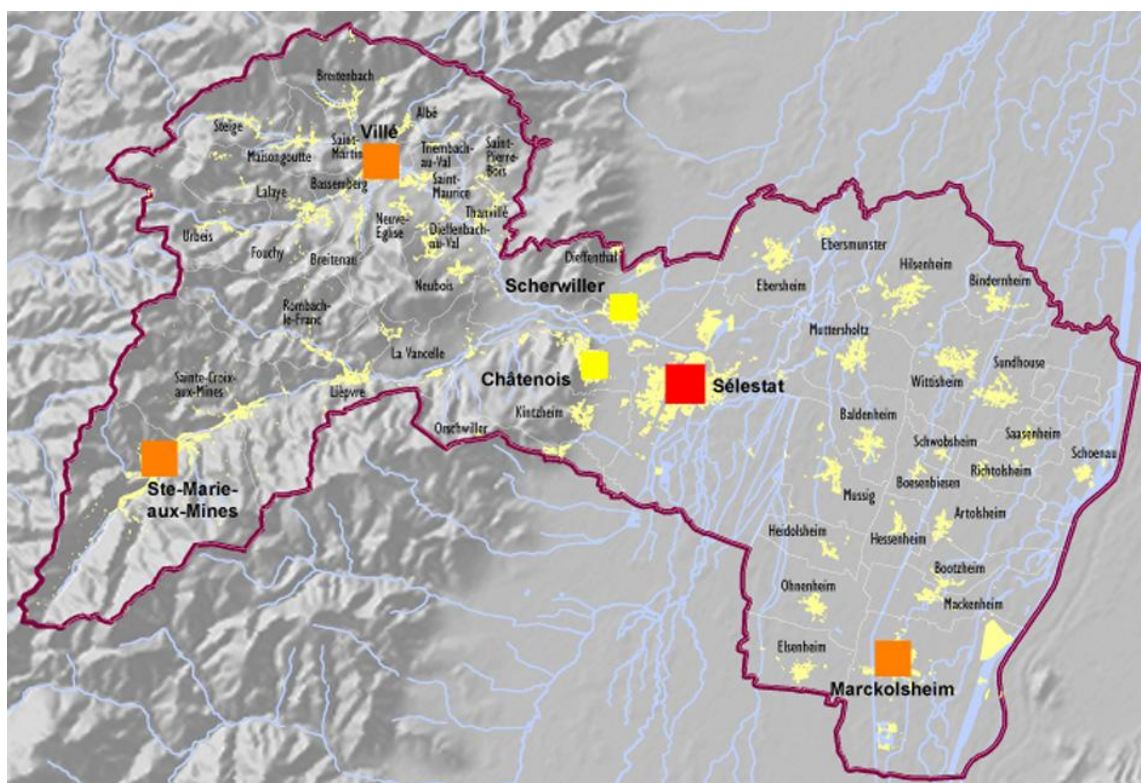 Breitenbach
Albé
Steige
Villé
Saint-
Martin
Maisongoutte
Triembach-
au-Val
Saint-
Pierre-
Bois
Bassemberg
Saint-
Maurice
Lalaye
Thanvillé
Neuve-
Eglise
Dieffenbach-
au-Val
Urbeis
Fouchy
Breitenau
Neubois
Dieffenthal
Scherwiller
Ebersmunster
Ebersheim
Hilsenheim
Bindernheim
Rombach-
le-Franc
La Vancelle
Muttersholtz
Sundhouse
Wittisheim
Sainte-Croix-
aux-Mines
Lièpvre
Châtenois
Sélestat
Kintzheim
Orschwiller
Baldenheim
Schwobsheim
Saasenheim
Schoenau
Richtolsheim
Boesenbiesen
Mussig
Ste-Marie-
aux-Mines
Artolsheim
Heidolsheim
Hessenheim
Bootzheim
Ohnenheim
Mackenheim
Elsenheim
Marckolsheim